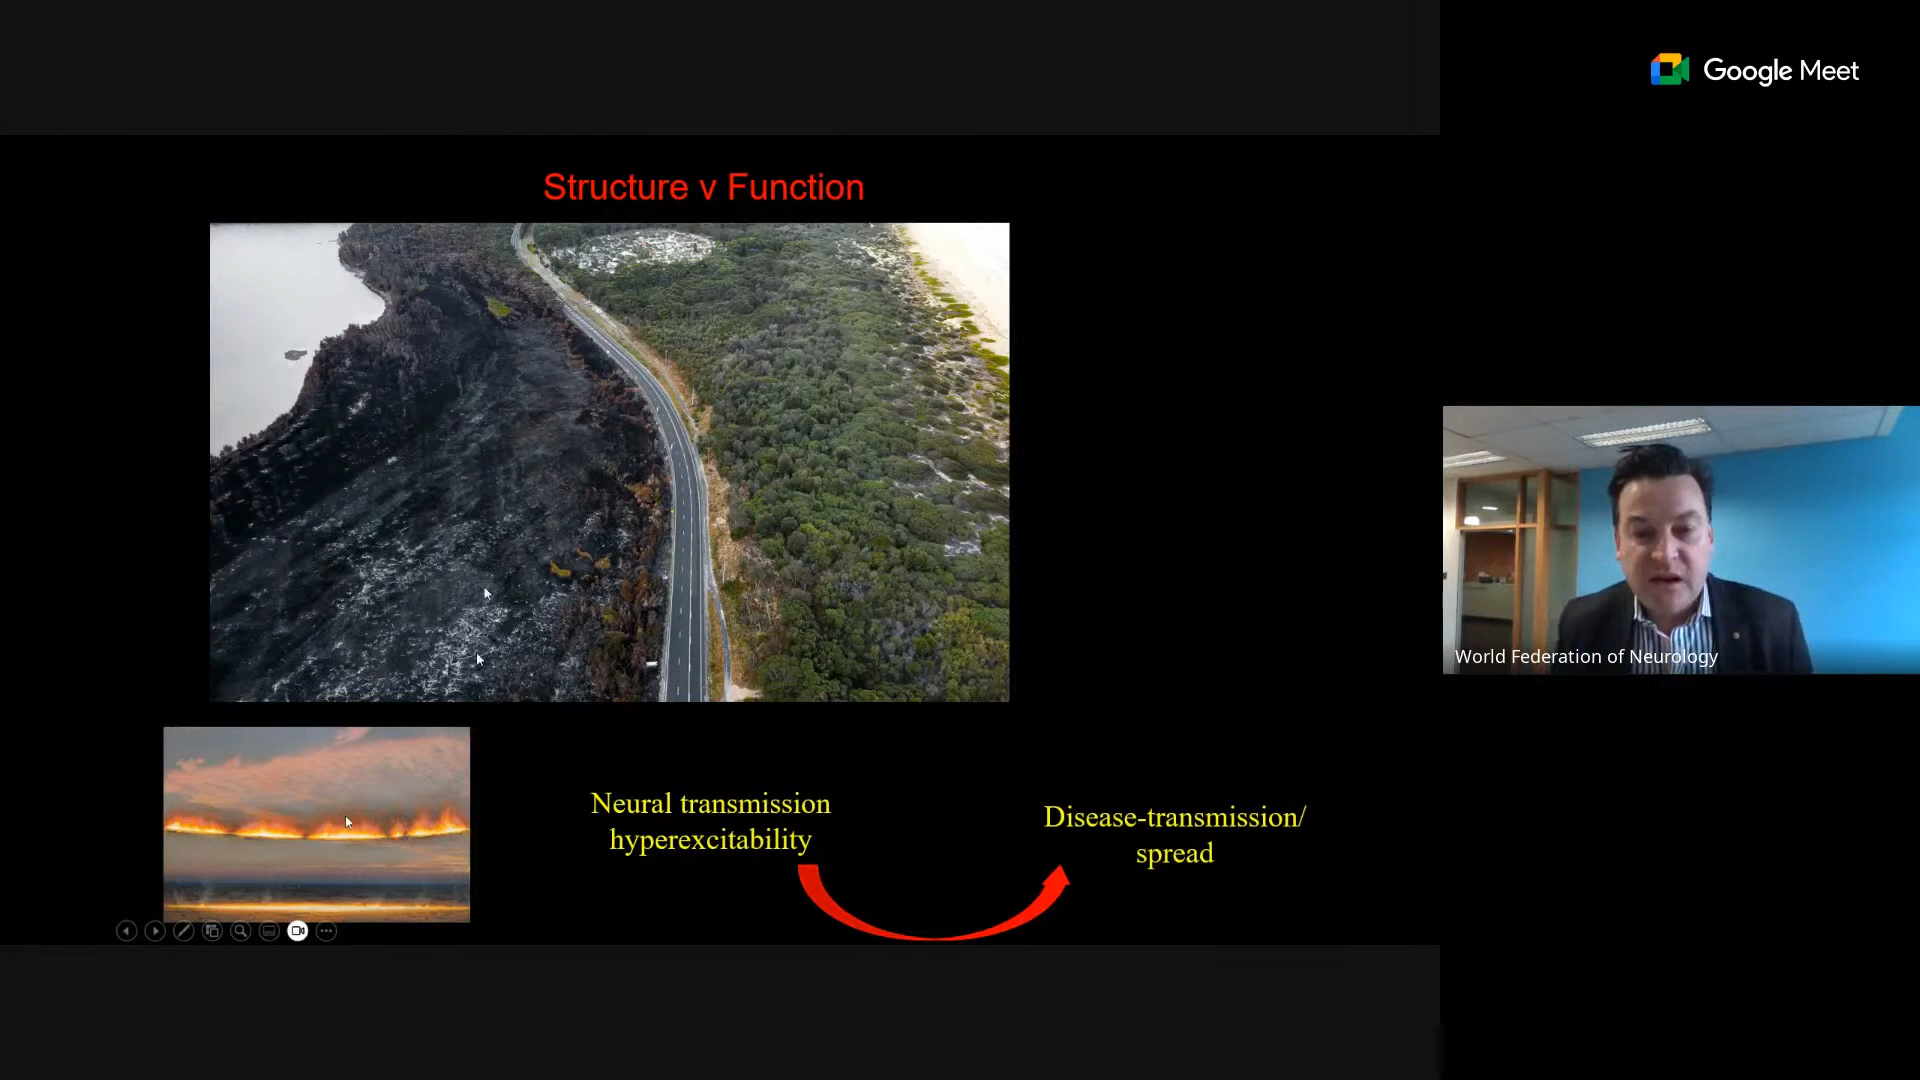 Google Meet
Structure v Function
World Federation of Neurology
Neural transmission
hyperexcitability
Disease-transmission/
spread